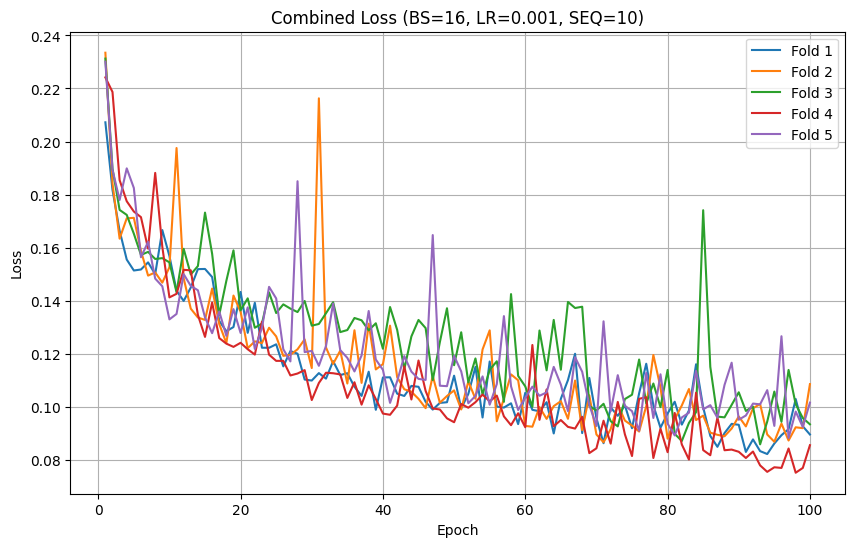 Combined Loss (BS=16, LR=0.001, SEQ=10)
0.24
0.22
0.20
0.18
0.16
0.14
0.12
0.10
0.08
Loss
Fold 1
Fold 2
Fold 3
Fold 4
Fold 5
0 20 40 60 80 100
Epoch